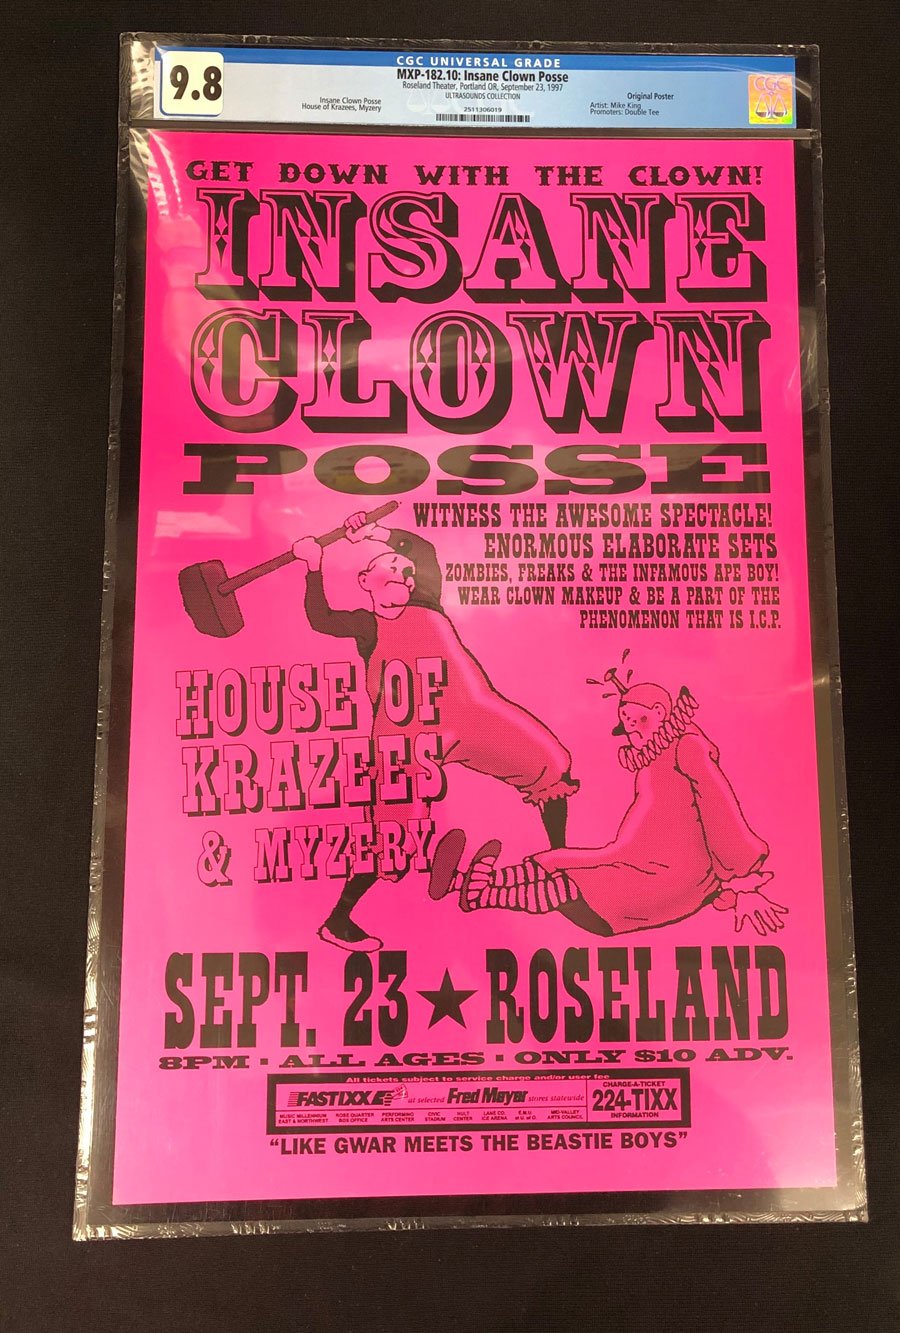 CGC UNIVERSAL GRADE
9.8
MXP-182.10: Insane Clown Posse
Roseland Theater, Portland OR, September 23, 1997
ULTRASOUNDS COLLECTION
Insane Clown Posse
House of Krazees, Myzery
2511306019
Original Poster
Artist: Mike King
Promoters: Double Tee
CGC
GET DOWN WITH THE CLOWN!
INSANE
CLOWN
POSSE
WITNESS THE AWESOME SPECTACLE!
ENORMOUS ELABORATE SETS
ZOMBIES, FREAKS & THE INFAMOUS APE BOY!
WEAR CLOWN MAKEUP & BE A PART OF THE
PHENOMENON THAT IS I.C.P.
HOUSE OF
KRAZEES
& MYZERY
SEPT. 23 ★ ROSELAND
8PM • ALL AGES • ONLY $10 ADV.
All tickets subject to service charge and/or user fee
FASTIXX at selected Fred Meyer stores statewide
CHARGE-A-TICKET
224-TIXX
INFORMATION
MUSIC MILLENNIUM EAST & NORTHWEST
ROSE QUARTER BOX OFFICE
PERFORMING ARTS CENTER
CIVIC STADIUM
HULT CENTER
LANE CO. ICE ARENA
E.M.U. at U. of O.
MID-VALLEY ARTS COUNCIL
"LIKE GWAR MEETS THE BEASTIE BOYS"